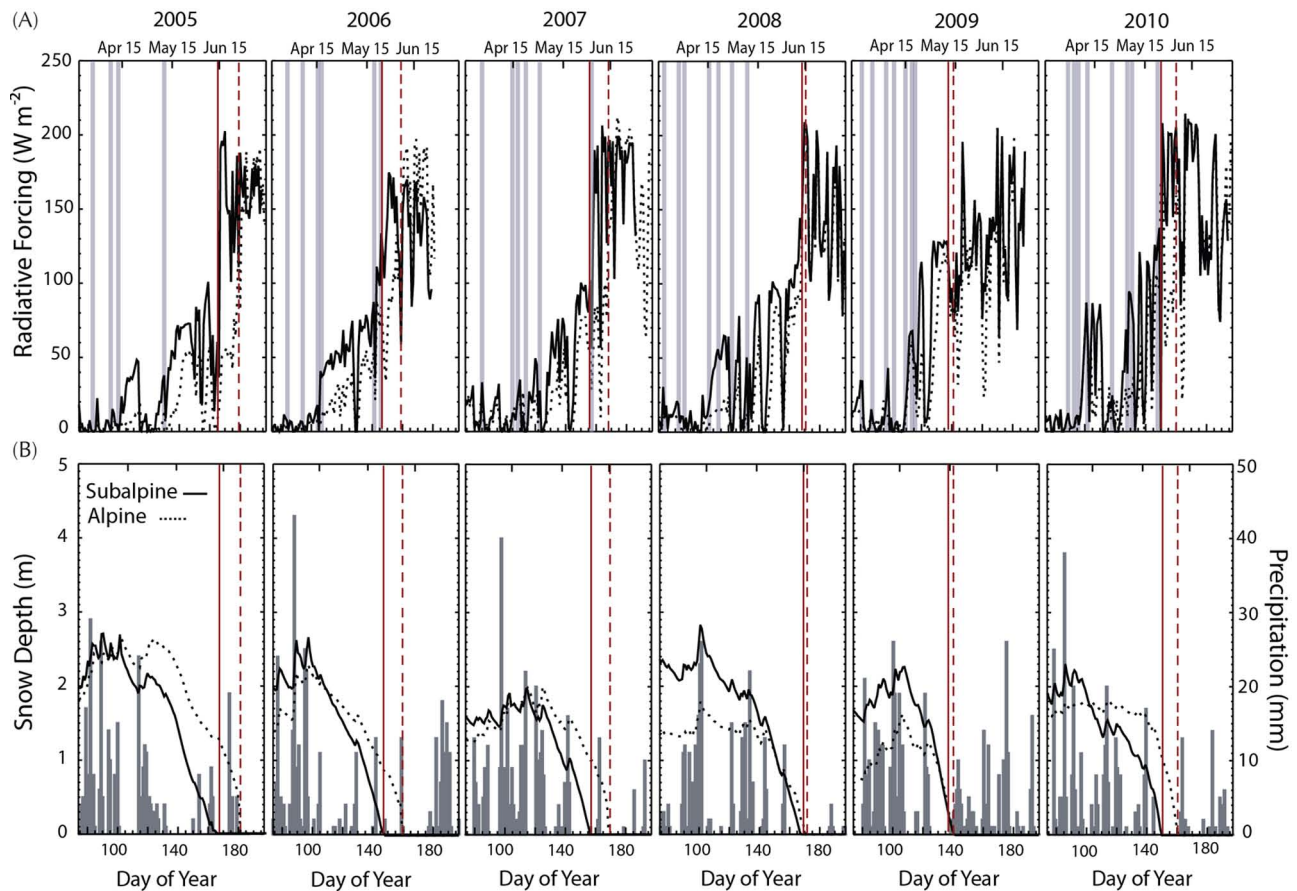 (A)
2005 2006 2007 2008 2009 2010
Apr 15 May 15 Jun 15 Apr 15 May 15 Jun 15 Apr 15 May 15 Jun 15 Apr 15 May 15 Jun 15 Apr 15 May 15 Jun 15 Apr 15 May 15 Jun 15
Radiative Forcing (W m-2)
250
200
150
100
50
0
(B)
Subalpine
Alpine
Snow Depth (m)
5
4
3
2
1
0
Precipitation (mm)
50
40
30
20
10
0
100 140 180 100 140 180 100 140 180 100 140 180 100 140 180 100 140 180
Day of Year Day of Year Day of Year Day of Year Day of Year Day of Year